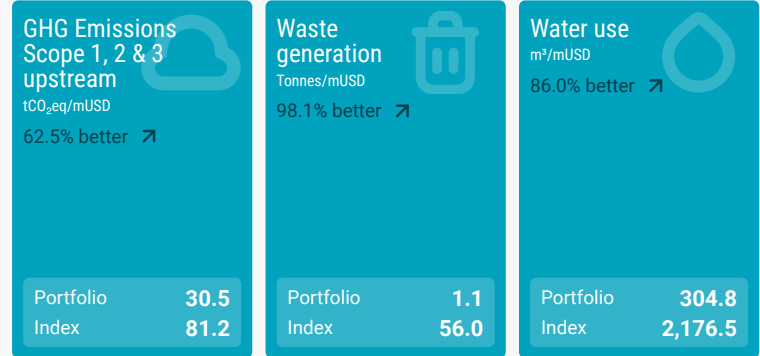 GHG Emissions
Scope 1, 2 & 3
upstream
tCO₂eq/mUSD
62.5% better
Portfolio 30.5
Index 81.2
Waste
generation
Tonnes/mUSD
98.1% better
Portfolio 1.1
Index 56.0
Water use
m³/mUSD
86.0% better
Portfolio 304.8
Index 2,176.5